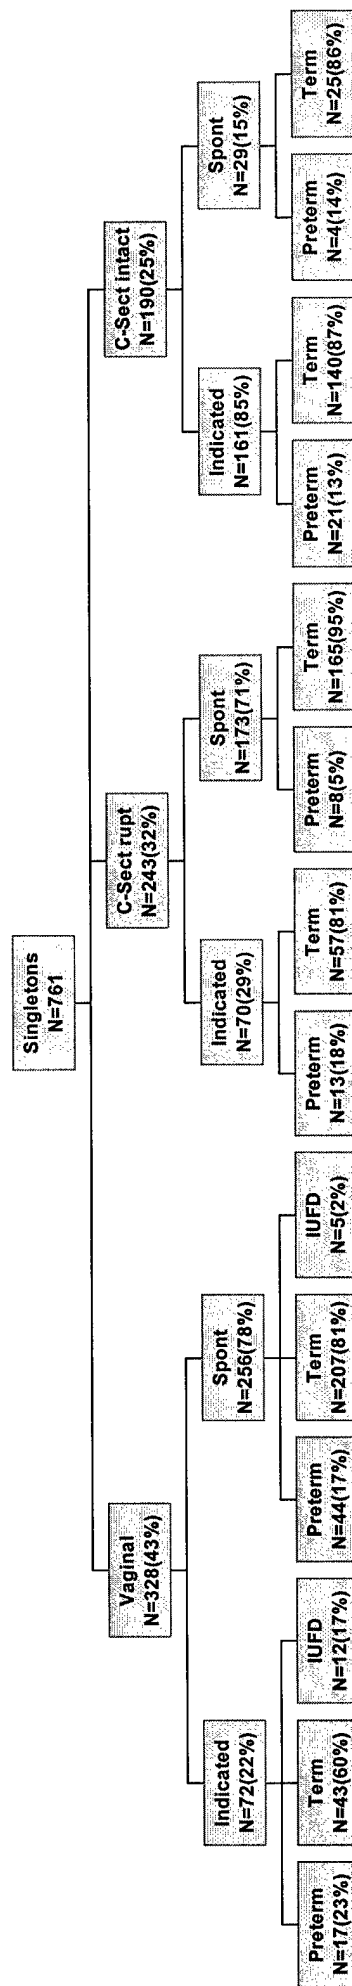 Singletons
N=761
Vaginal
N=328(43%)
C-Sect rupt
N=243(32%)
C-Sect intact
N=190(25%)
Indicated
N=72(22%)
Spont
N=256(78%)
Indicated
N=70(29%)
Spont
N=173(71%)
Indicated
N=161(85%)
Spont
N=29(15%)
Preterm
N=17(23%)
Term
N=43(60%)
IUFD
N=12(17%)
Preterm
N=44(17%)
Term
N=207(81%)
IUFD
N=5(2%)
Preterm
N=13(18%)
Term
N=57(81%)
Preterm
N=8(5%)
Term
N=165(95%)
Preterm
N=21(13%)
Term
N=140(87%)
Preterm
N=4(14%)
Term
N=25(86%)